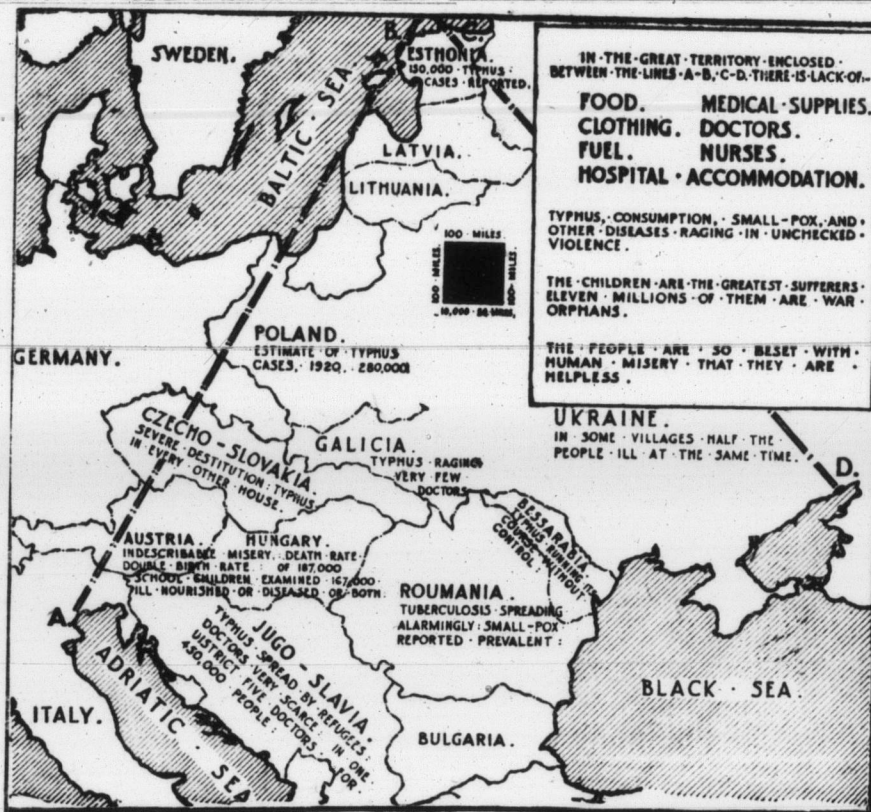 SWEDEN.
BALTIC · SEA.
B.
C.
ESTHONIA.
130,000 · TYPHUS ·
CASES · REPORTED.
LATVIA.
LITHUANIA.
100 · MILES
100 · MILES.
100 · MILES.
10,000 · SQ MILES.
IN · THE · GREAT · TERRITORY · ENCLOSED ·
BETWEEN · THE · LINES · A-B, · C-D. · THERE · IS · LACK · OF:-
FOOD. MEDICAL · SUPPLIES.
CLOTHING. DOCTORS.
FUEL. NURSES.
HOSPITAL · ACCOMMODATION.
TYPHUS, · CONSUMPTION, · SMALL-POX, · AND ·
OTHER · DISEASES · RAGING · IN · UNCHECKED ·
VIOLENCE.
THE · CHILDREN · ARE · THE · GREATEST · SUFFERERS ·
ELEVEN · MILLIONS · OF · THEM · ARE · WAR ·
ORPHANS.
THE · PEOPLE · ARE · SO · BESET · WITH ·
HUMAN · MISERY · THAT · THEY · ARE ·
HELPLESS.
GERMANY.
POLAND.
ESTIMATE · OF · TYPHUS
CASES, · 1920, · 280,000
CZECHO-SLOVAKIA.
SEVERE · DESTITUTION : TYPHUS
IN · EVERY · OTHER · HOUSE.
GALICIA.
TYPHUS · RAGING
VERY · FEW
DOCTORS
UKRAINE.
IN · SOME · VILLAGES · HALF · THE ·
PEOPLE · ILL · AT · THE · SAME · TIME.
D.
BESSARABIA
TYPHUS · RUNNING · ITS
COURSE · WITHOUT
CONTROL.
AUSTRIA. HUNGARY.
INDESCRIBABLE · MISERY. · DEATH · RATE ·
DOUBLE · BIRTH · RATE : OF · 187,000
SCHOOL · CHILDREN · EXAMINED · 167,000
ILL · NOURISHED · OR · DISEASED · OR · BOTH.
ROUMANIA.
TUBERCULOSIS · SPREADING
ALARMINGLY : SMALL-POX
REPORTED · PREVALENT :
A.
JUGO-SLAVIA.
TYPHUS · SPREAD · BY · REFUGEES :
DOCTORS · VERY · SCARCE : IN · ONE
DISTRICT · FIVE · DOCTORS · FOR
450,000 · PEOPLE :
ADRIATIC · SEA
ITALY.
BULGARIA.
BLACK · SEA.